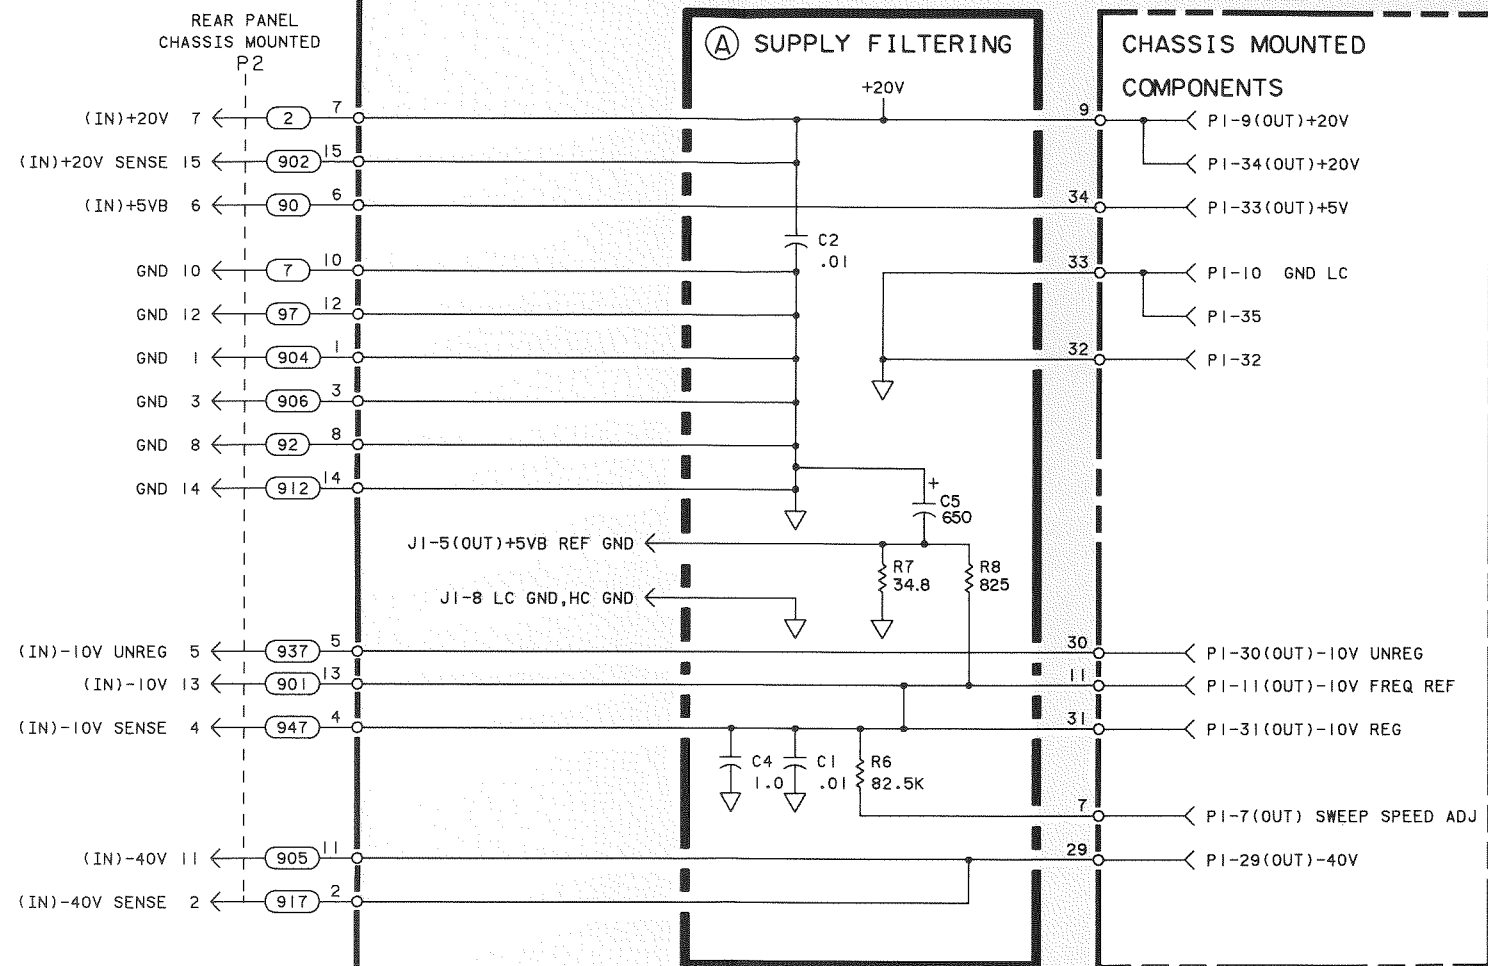 REAR PANEL
CHASSIS MOUNTED
P2
Ⓐ SUPPLY FILTERING
CHASSIS MOUNTED
COMPONENTS
+20V
(IN)+20V 7 2 7 9 P1-9(OUT)+20V
(IN)+20V SENSE 15 902 15 P1-34(OUT)+20V
(IN)+5VB 6 90 6 34 P1-33(OUT)+5V
C2
.01
GND 10 7 10 33 P1-10 GND LC
GND 12 97 12 P1-35
GND 1 904 1 32 P1-32
GND 3 906 3
GND 8 92 8
GND 14 912 14
+
C5
650
J1-5(OUT)+5VB REF GND
R7
34.8
R8
825
J1-8 LC GND,HC GND
(IN)-10V UNREG 5 937 5 30 P1-30(OUT)-10V UNREG
(IN)-10V 13 901 13 11 P1-11(OUT)-10V FREQ REF
(IN)-10V SENSE 4 947 4 31 P1-31(OUT)-10V REG
C4
1.0
C1
.01
R6
82.5K
7 P1-7(OUT) SWEEP SPEED ADJ
(IN)-40V 11 905 11 29 P1-29(OUT)-40V
(IN)-40V SENSE 2 917 2